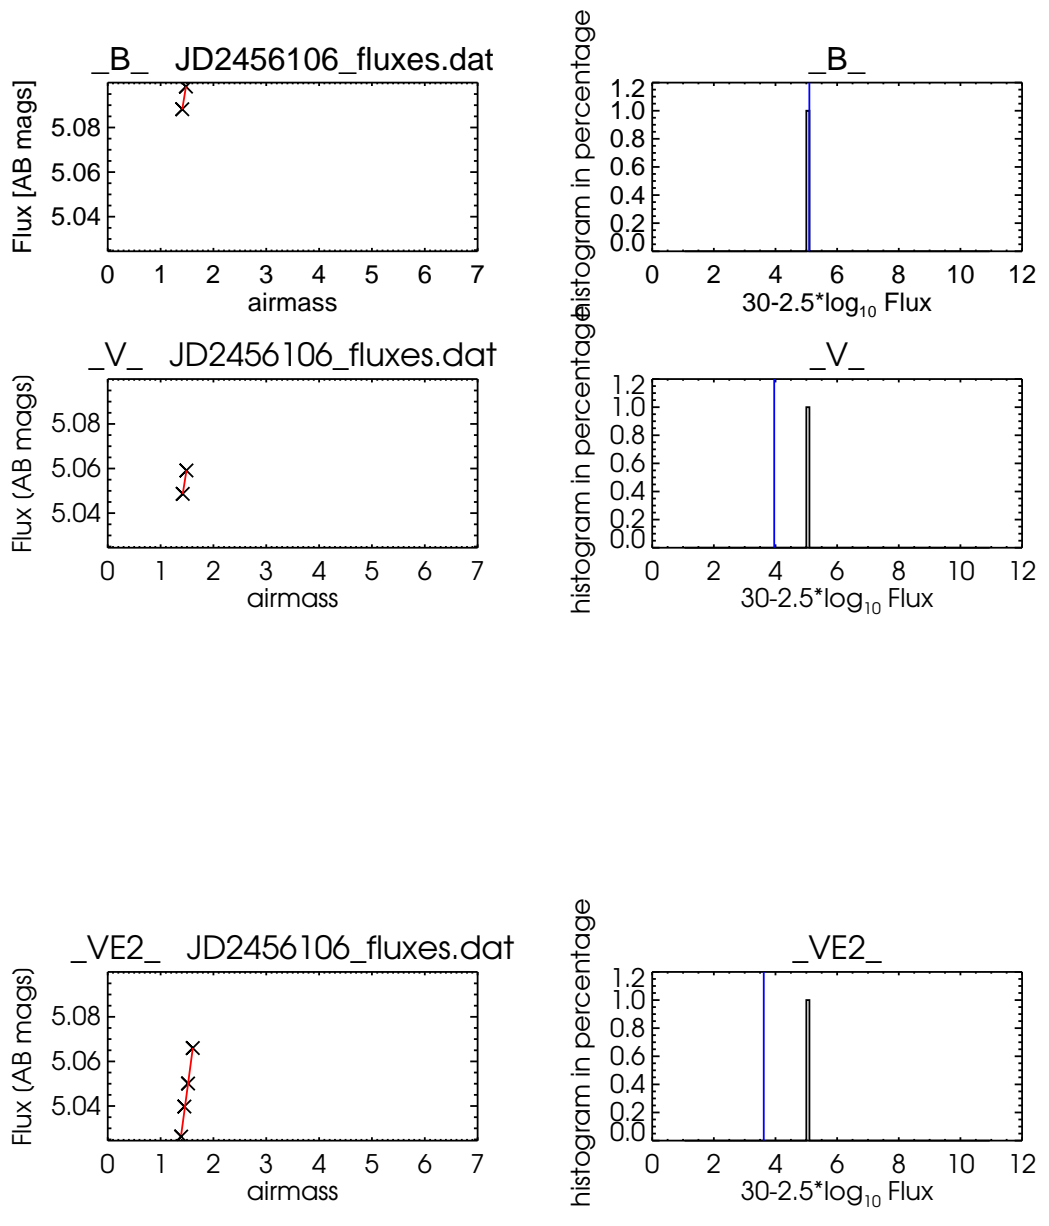 _B_ JD2456106_fluxes.dat
Flux [AB mags]
5.08
5.06
5.04
0 1 2 3 4 5 6 7
airmass
_B_
histogram in percentage
1.2
1.0
0.8
0.6
0.4
0.2
0.0
0 2 4 6 8 10 12
30-2.5*log₁₀ Flux
_V_ JD2456106_fluxes.dat
Flux (AB mags)
5.08
5.06
5.04
0 1 2 3 4 5 6 7
airmass
_V_
histogram in percentage
1.2
1.0
0.8
0.6
0.4
0.2
0.0
0 2 4 6 8 10 12
30-2.5*log₁₀ Flux
_VE2_ JD2456106_fluxes.dat
Flux (AB mags)
5.08
5.06
5.04
0 1 2 3 4 5 6 7
airmass
_VE2_
histogram in percentage
1.2
1.0
0.8
0.6
0.4
0.2
0.0
0 2 4 6 8 10 12
30-2.5*log₁₀ Flux